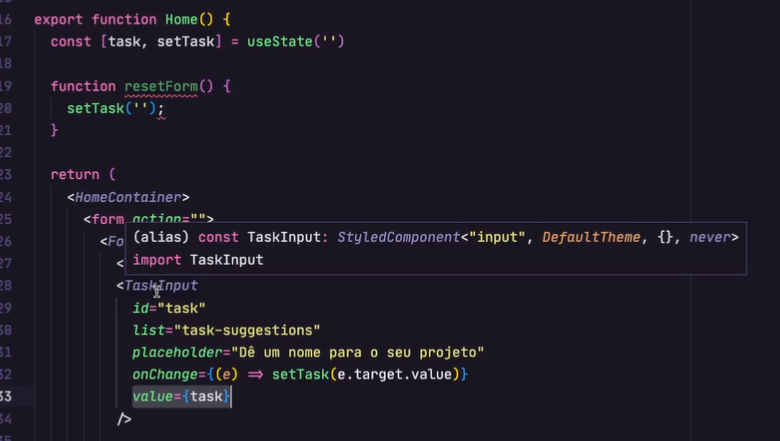 16 export function Home() {
17 const [task, setTask] = useState('')
18
19 function resetForm() {
20 setTask('');
21 }
22
23 return (
24 <HomeContainer>
25 <form action="">
(alias) const TaskInput: StyledComponent<"input", DefaultTheme, {}, never>
26 <Fo
import TaskInput
27 <
28 <TaskInput
29 id="task"
30 list="task-suggestions"
31 placeholder="Dê um nome para o seu projeto"
32 onChange={(e) => setTask(e.target.value)}
33 value={task}
34 />